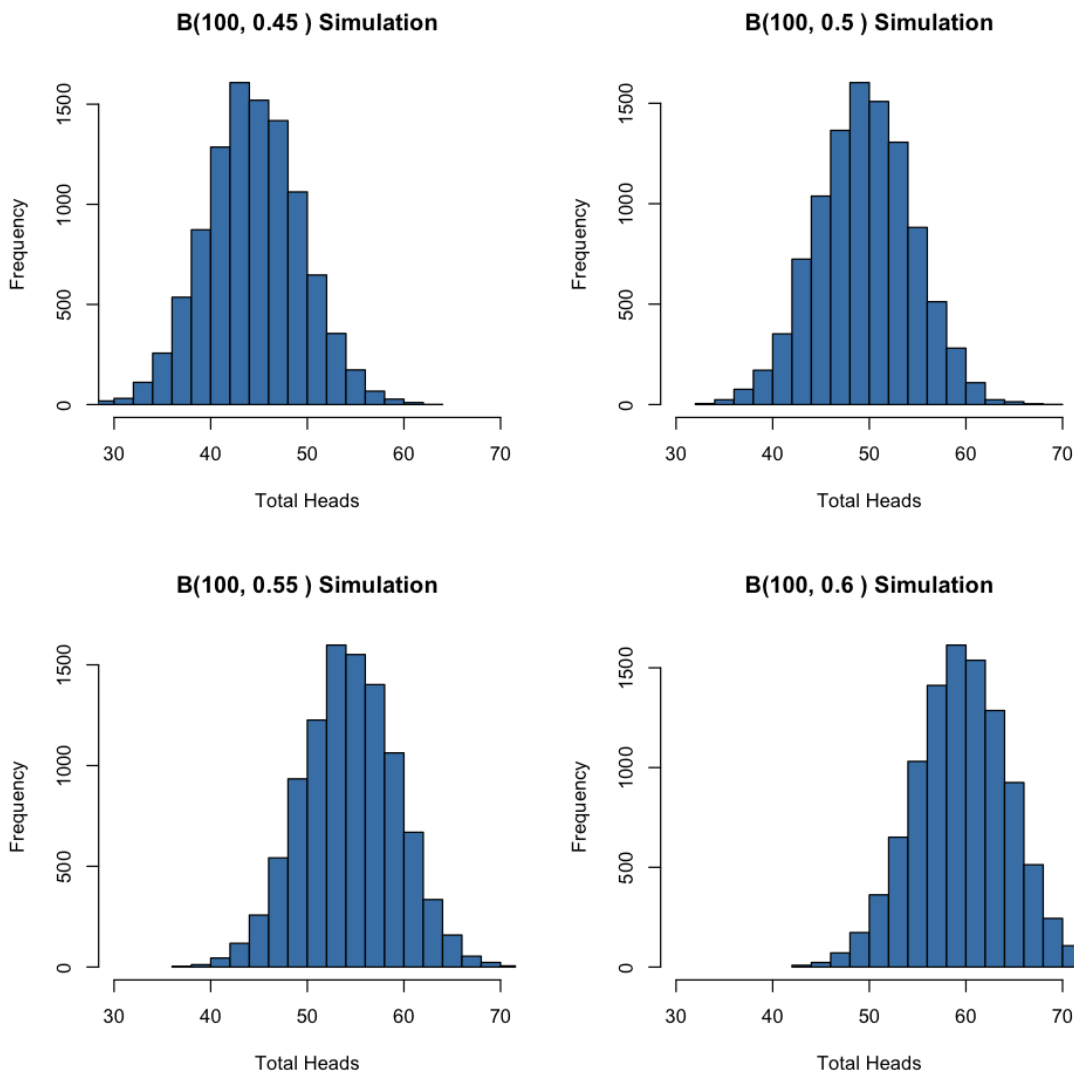 B(100, 0.45 ) Simulation
Frequency
1500
1000
500
0
30 40 50 60 70
Total Heads
B(100, 0.5 ) Simulation
Frequency
1500
1000
500
0
30 40 50 60 70
Total Heads
B(100, 0.55 ) Simulation
Frequency
1500
1000
500
0
30 40 50 60 70
Total Heads
B(100, 0.6 ) Simulation
Frequency
1500
1000
500
0
30 40 50 60 70
Total Heads